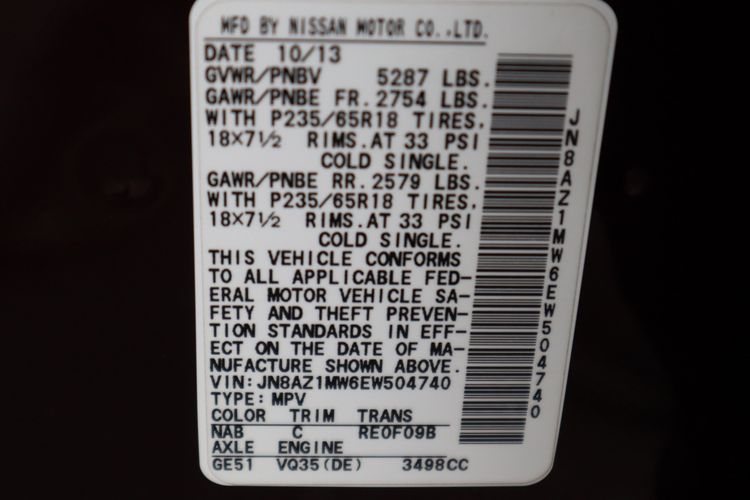 MFD BY NISSAN MOTOR CO.,LTD.
DATE 10/13
GVWR/PNBV 5287 LBS.
GAWR/PNBE FR. 2754 LBS.
WITH P235/65R18 TIRES,
18×7½ RIMS.AT 33 PSI
COLD SINGLE.
GAWR/PNBE RR. 2579 LBS.
WITH P235/65R18 TIRES,
18×7½ RIMS.AT 33 PSI
COLD SINGLE.
THIS VEHICLE CONFORMS
TO ALL APPLICABLE FED-
ERAL MOTOR VEHICLE SA-
FETY AND THEFT PREVEN-
TION STANDARDS IN EFF-
ECT ON THE DATE OF MA-
NUFACTURE SHOWN ABOVE.
VIN:JN8AZ1MW6EW504740
TYPE: MPV
COLOR TRIM TRANS
NAB C RE0F09B
AXLE ENGINE
GE51 VQ35(DE) 3498CC
JN8AZ1MW6EW504740